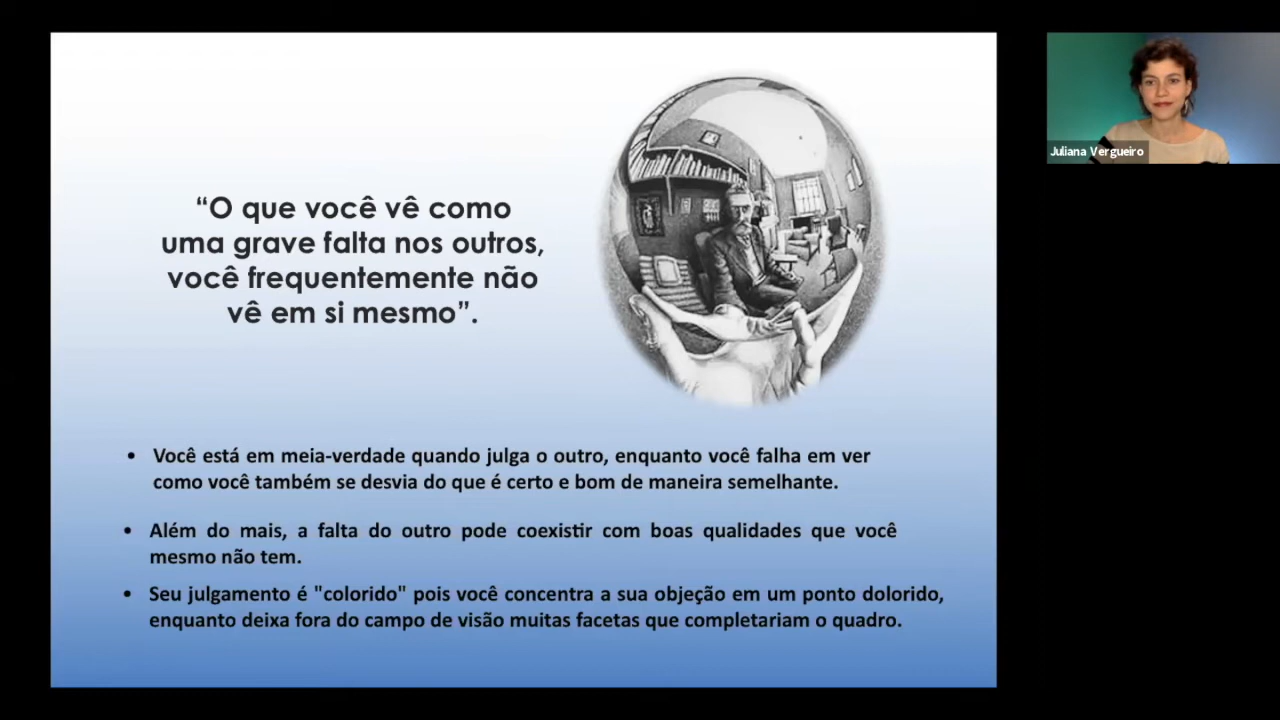 “O que você vê como
uma grave falta nos outros,
você frequentemente não
vê em si mesmo”.
• Você está em meia-verdade quando julga o outro, enquanto você falha em ver
como você também se desvia do que é certo e bom de maneira semelhante.
• Além do mais, a falta do outro pode coexistir com boas qualidades que você
mesmo não tem.
• Seu julgamento é "colorido" pois você concentra a sua objeção em um ponto dolorido,
enquanto deixa fora do campo de visão muitas facetas que completariam o quadro.
Juliana Vergueiro